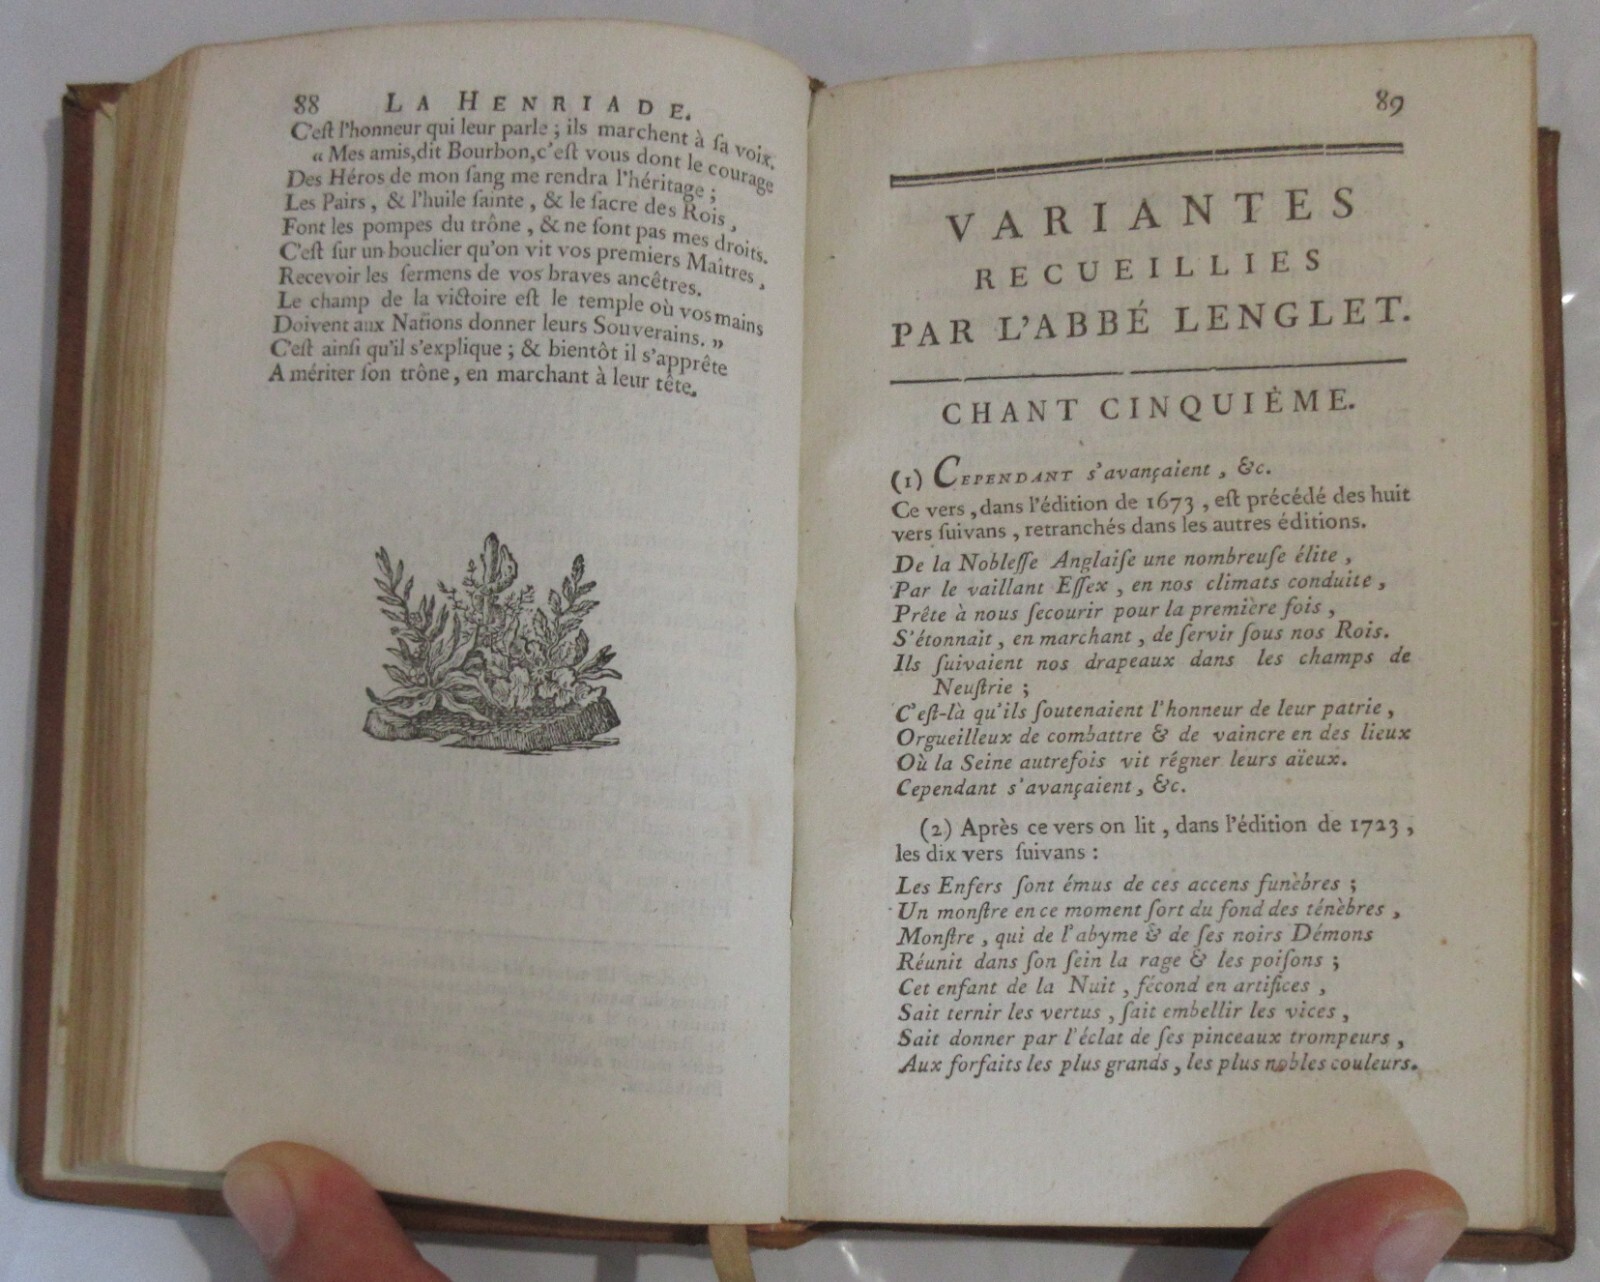 88 LA HENRIADE.
C'eſt l'honneur qui leur parle ; ils marchent à ſa voix.
« Mes amis, dit Bourbon, c'eſt vous dont le courage
Des Héros de mon ſang me rendra l'héritage ;
Les Pairs, & l'huile ſainte, & le ſacre des Rois,
Font les pompes du trône, & ne ſont pas mes droits.
C'eſt ſur un bouclier qu'on vit vos premiers Maîtres,
Recevoir les ſermens de vos braves ancêtres.
Le champ de la victoire eſt le temple où vos mains
Doivent aux Nations donner leurs Souverains. »
C'eſt ainſi qu'il s'explique ; & bientôt il s'apprête
A mériter ſon trône, en marchant à leur tête.
89
VARIANTES
RECUEILLIES
PAR L'ABBÉ LENGLET.
CHANT CINQUIÈME.
(1) CEPENDANT s'avançaient, &c.
Ce vers, dans l'édition de 1673, eſt précédé des huit
vers ſuivans, retranchés dans les autres éditions.
De la Nobleſſe Anglaiſe une nombreuſe élite,
Par le vaillant Eſſex, en nos climats conduite,
Prête à nous ſecourir pour la première fois,
S'étonnait, en marchant, de ſervir ſous nos Rois.
Ils ſuivaient nos drapeaux dans les champs de
Neuſtrie ;
C'eſt-là qu'ils ſoutenaient l'honneur de leur patrie,
Orgueilleux de combattre & de vaincre en des lieux
Où la Seine autrefois vit régner leurs aïeux.
Cependant s'avançaient, &c.
(2) Après ce vers on lit, dans l'édition de 1723,
les dix vers ſuivans :
Les Enfers ſont émus de ces accens funèbres ;
Un monſtre en ce moment ſort du fond des ténèbres,
Monſtre, qui de l'abyme & de ſes noirs Démons
Réunit dans ſon ſein la rage & les poiſons ;
Cet enfant de la Nuit, fécond en artifices,
Sait ternir les vertus, ſait embellir les vices,
Sait donner par l'éclat de ſes pinceaux trompeurs,
Aux forfaits les plus grands, les plus nobles couleurs.